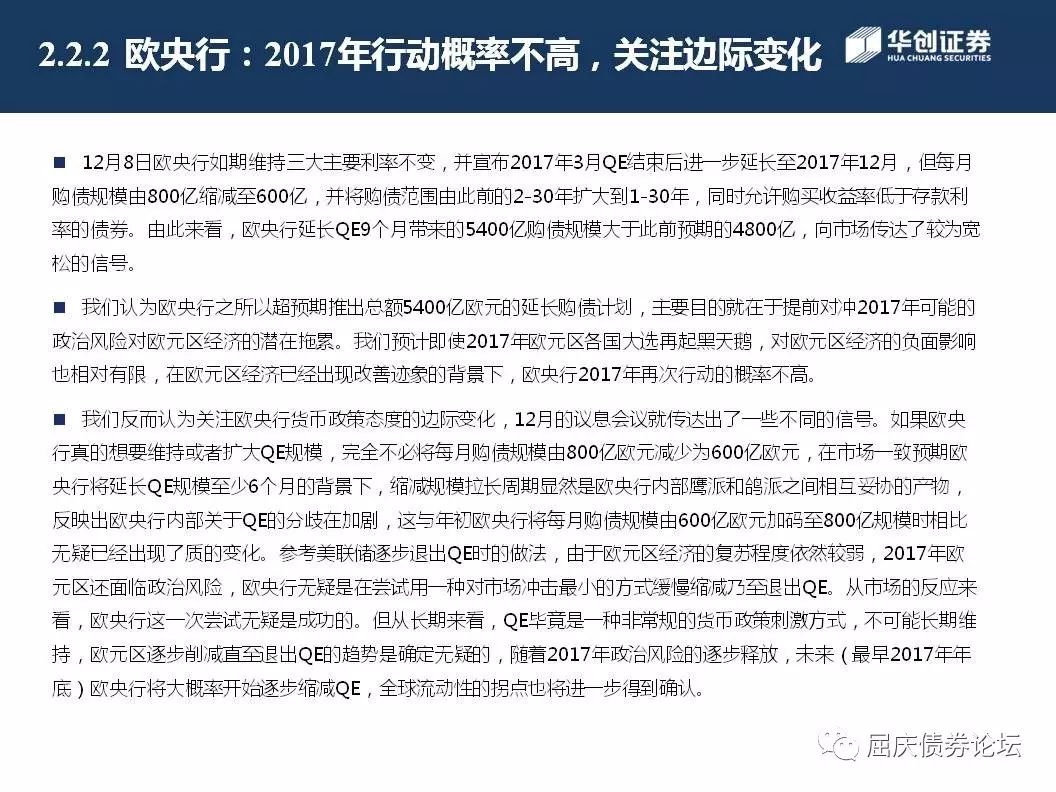 2.2.2 欧央行：2017年行动概率不高，关注边际变化
华创证券
HUA CHUANG SECURITIES
■ 12月8日欧央行如期维持三大主要利率不变，并宣布2017年3月QE结束后进一步延长至2017年12月，但每月
购债规模由800亿缩减至600亿，并将购债范围由此前的2-30年扩大到1-30年，同时允许购买收益率低于存款利
率的债券。由此来看，欧央行延长QE9个月带来的5400亿购债规模大于此前预期的4800亿，向市场传达了较为宽
松的信号。
■ 我们认为欧央行之所以超预期推出总额5400亿欧元的延长购债计划，主要目的就在于提前对冲2017年可能的
政治风险对欧元区经济的潜在拖累。我们预计即使2017年欧元区各国大选再起黑天鹅，对欧元区经济的负面影响
也相对有限，在欧元区经济已经出现改善迹象的背景下，欧央行2017年再次行动的概率不高。
■ 我们反而认为关注欧央行货币政策态度的边际变化，12月的议息会议就传达出了一些不同的信号。如果欧央
行真的想要维持或者扩大QE规模，完全不必将每月购债规模由800亿欧元减少为600亿欧元，在市场一致预期欧
央行将延长QE规模至少6个月的背景下，缩减规模拉长周期显然是欧央行内部鹰派和鸽派之间相互妥协的产物，
反映出欧央行内部关于QE的分歧在加剧，这与年初欧央行将每月购债规模由600亿欧元加码至800亿规模时相比
无疑已经出现了质的变化。参考美联储逐步退出QE时的做法，由于欧元区经济的复苏程度依然较弱，2017年欧
元区还面临政治风险，欧央行无疑是在尝试用一种对市场冲击最小的方式缓慢缩减乃至退出QE。从市场的反应来
看，欧央行这一次尝试无疑是成功的。但从长期来看，QE毕竟是一种非常规的货币政策刺激方式，不可能长期维
持，欧元区逐步削减直至退出QE的趋势是确定无疑的，随着2017年政治风险的逐步释放，未来（最早2017年年
底）欧央行将大概率开始逐步缩减QE，全球流动性的拐点也将进一步得到确认。
屈庆债券论坛